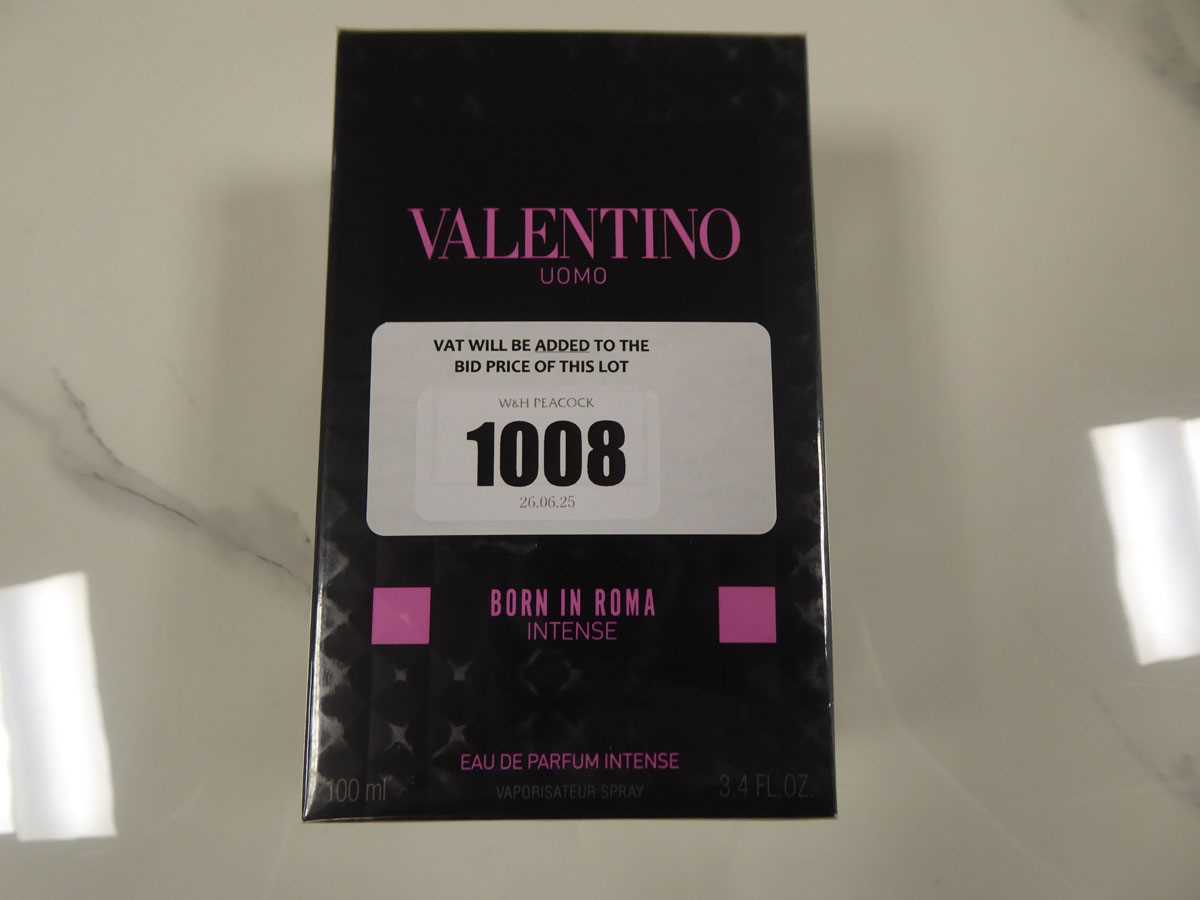 VALENTINO
UOMO
VAT WILL BE ADDED TO THE
BID PRICE OF THIS LOT
W&H PEACOCK
1008
26.06.25
BORN IN ROMA
INTENSE
EAU DE PARFUM INTENSE
100 ml VAPORISATEUR SPRAY 3.4 FL.OZ.